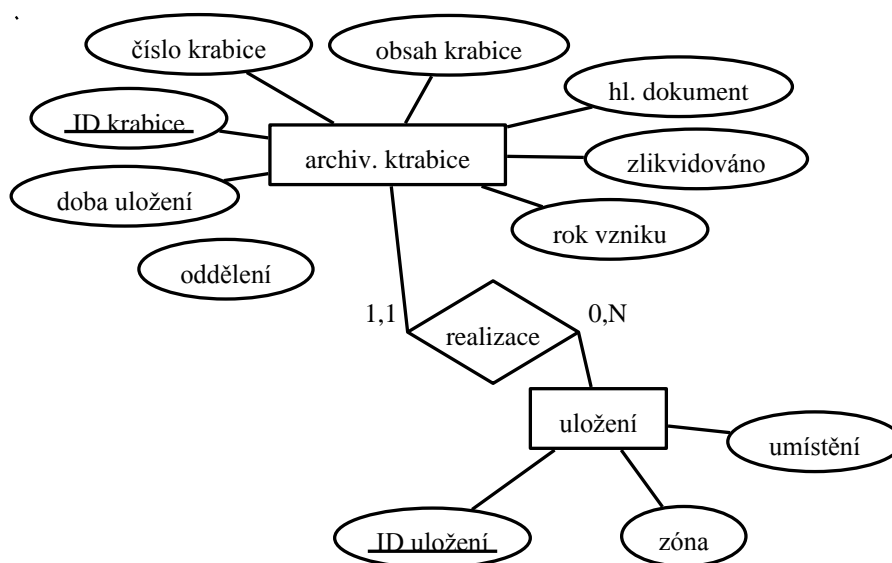 číslo krabice
obsah krabice
hl. dokument
ID krabice
archiv. ktrabice
zlikvidováno
doba uložení
rok vzniku
oddělení
1,1
realizace
0,N
uložení
umístění
ID uložení
zóna